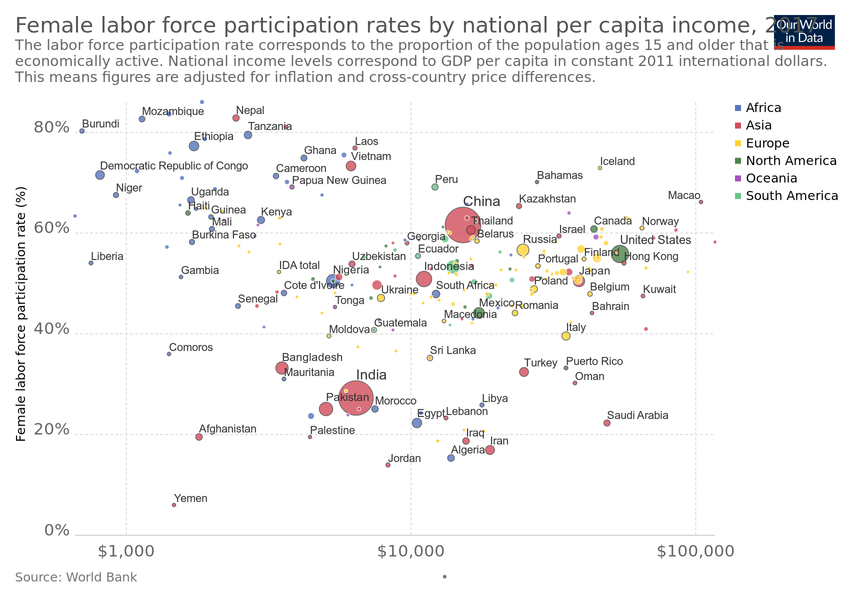 Female labor force participation rates by national per capita income, 2017
Our World
in Data
The labor force participation rate corresponds to the proportion of the population ages 15 and older that is
economically active. National income levels correspond to GDP per capita in constant 2011 international dollars.
This means figures are adjusted for inflation and cross-country price differences.
Africa
Asia
Europe
North America
Oceania
South America
Female labor force participation rate (%)
80%
60%
40%
20%
0%
Mozambique
Nepal
Burundi
Tanzania
Ethiopia
Laos
Ghana
Vietnam
Iceland
Democratic Republic of Congo
Cameroon
Papua New Guinea
Peru
Bahamas
Niger
Uganda
Kazakhstan
Macao
Haiti
Guinea
Kenya
China
Mali
Thailand
Canada
Norway
Burkina Faso
Georgia
Belarus
Israel
Russia
United States
Liberia
Uzbekistan
Ecuador
Portugal
Finland
Hong Kong
Gambia
IDA total
Nigeria
Indonesia
Poland
Japan
Cote d'Ivoire
Ukraine
South Africa
Belgium
Kuwait
Senegal
Tonga
Mexico
Romania
Bahrain
Moldova
Guatemala
Macedonia
Italy
Comoros
Sri Lanka
Bangladesh
Turkey
Puerto Rico
Mauritania
India
Oman
Pakistan
Morocco
Libya
Egypt
Lebanon
Saudi Arabia
Afghanistan
Palestine
Iraq
Algeria
Iran
Jordan
Yemen
$1,000
$10,000
$100,000
Source: World Bank